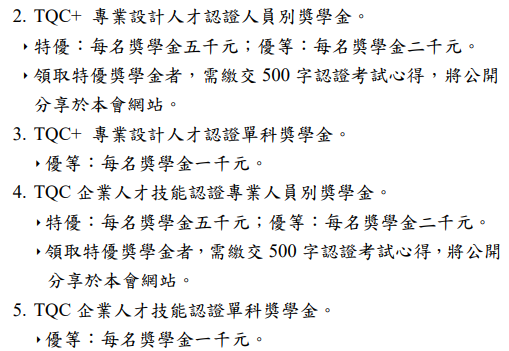 2. TQC+ 專業設計人才認證人員別獎學金。
‣特優：每名獎學金五千元；優等：每名獎學金二千元。
‣領取特優獎學金者，需繳交 500 字認證考試心得，將公開
分享於本會網站。
3. TQC+ 專業設計人才認證單科獎學金。
‣優等：每名獎學金一千元。
4. TQC 企業人才技能認證專業人員別獎學金。
‣特優：每名獎學金五千元；優等：每名獎學金二千元。
‣領取特優獎學金者，需繳交 500 字認證考試心得，將公開
分享於本會網站。
5. TQC 企業人才技能認證單科獎學金。
‣優等：每名獎學金一千元。